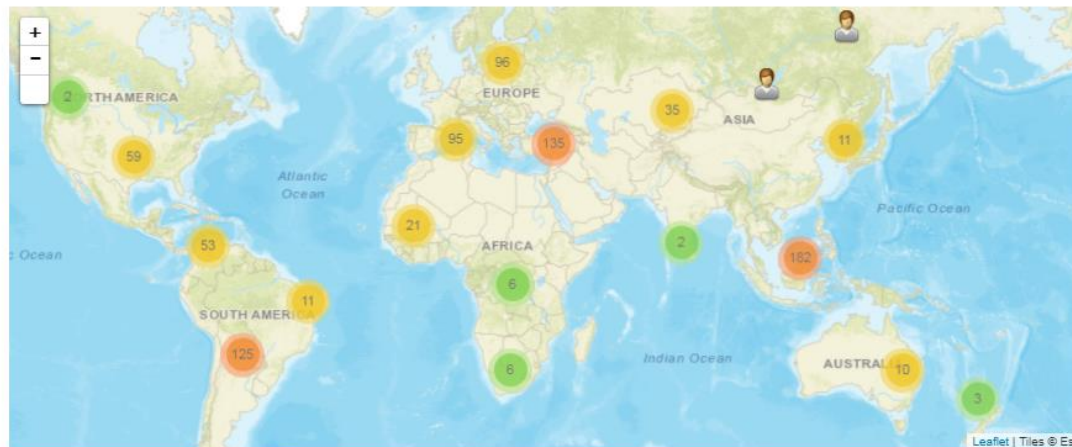 +
−
96
EUROPE
2
RTH AMERICA
35
ASIA
59
95
135
11
Atlantic
Ocean
21
Pacific Ocean
AFRICA
53
2
c Ocean
182
6
11
SOUTH AMERICA
125
Indian Ocean
6
AUSTRAL
10
3
Leaflet | Tiles © Es